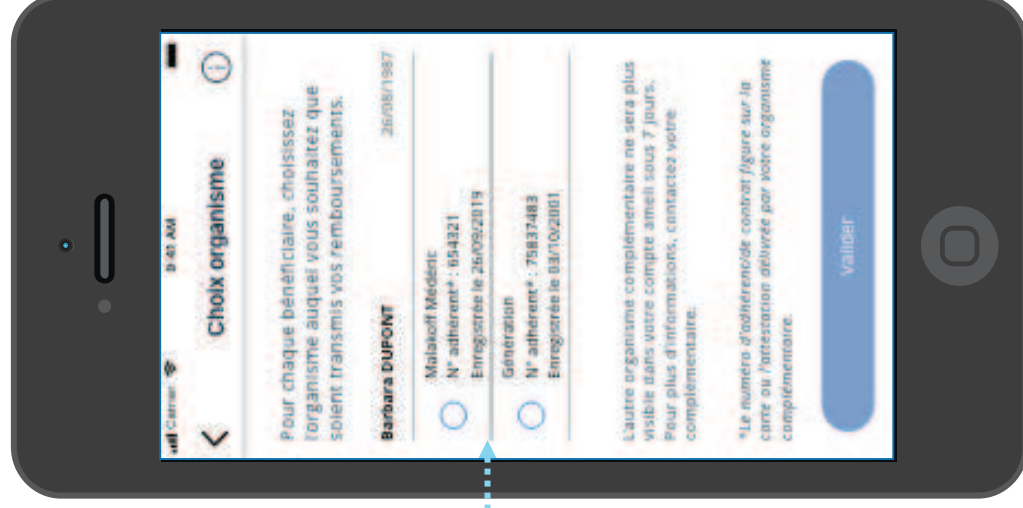 Carrier 9:41 AM
Choix organisme
Pour chaque bénéficiaire, choisissez
l'organisme auquel vous souhaitez que
soient transmis vos remboursements.
Barbara DUPONT 26/08/1987
Malakoff Médéric
N° adhérent* : 654321
Enregistrée le 26/09/2019
Génération
N° adhérent* : 75837483
Enregistrée le 03/10/2001
L'autre organisme complémentaire ne sera plus
visible dans votre compte ameli sous 7 jours.
Pour plus d'informations, contactez votre
complémentaire.
*Le numéro d'adhérent/de contrat figure sur la
carte ou l'attestation délivrée par votre organisme
complémentaire.
Valider